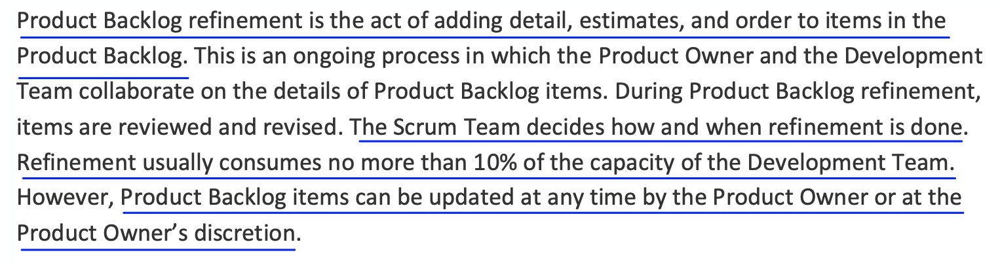 Product Backlog refinement is the act of adding detail, estimates, and order to items in the
Product Backlog. This is an ongoing process in which the Product Owner and the Development
Team collaborate on the details of Product Backlog items. During Product Backlog refinement,
items are reviewed and revised. The Scrum Team decides how and when refinement is done.
Refinement usually consumes no more than 10% of the capacity of the Development Team.
However, Product Backlog items can be updated at any time by the Product Owner or at the
Product Owner’s discretion.